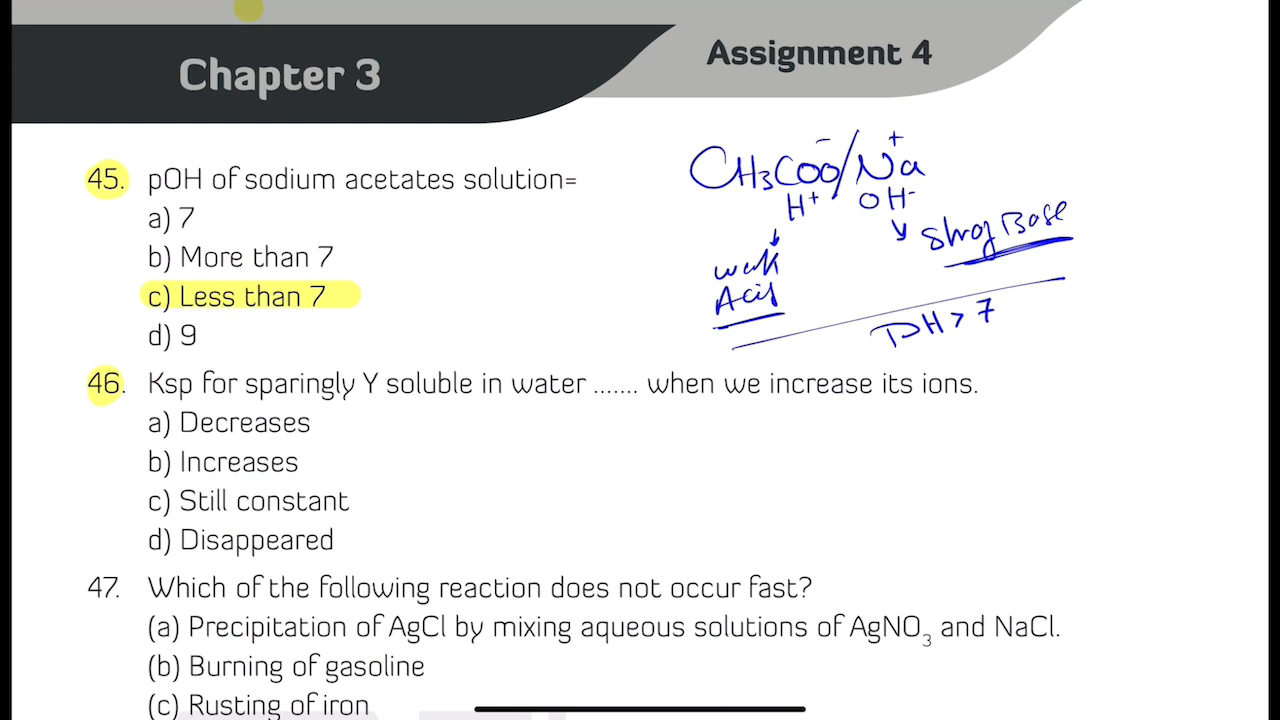 Chapter 3
Assignment 4
45. pOH of sodium acetates solution=
a) 7
b) More than 7
c) Less than 7
d) 9
CH3COO⁻/Na⁺
H⁺ OH⁻
weak
Acid
Strong Base
PH > 7
46. Ksp for sparingly Y soluble in water ....... when we increase its ions.
a) Decreases
b) Increases
c) Still constant
d) Disappeared
47. Which of the following reaction does not occur fast?
(a) Precipitation of AgCl by mixing aqueous solutions of AgNO₃ and NaCl.
(b) Burning of gasoline
(c) Rusting of iron